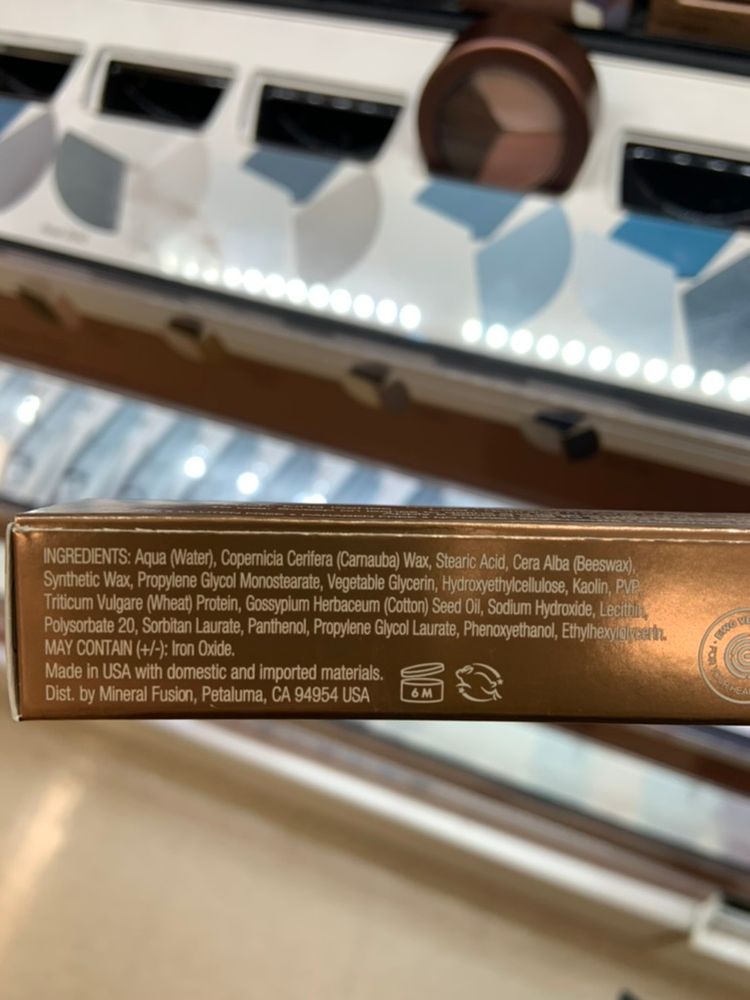 INGREDIENTS: Aqua (Water), Copernicia Cerifera (Carnauba) Wax, Stearic Acid, Cera Alba (Beeswax),
Synthetic Wax, Propylene Glycol Monostearate, Vegetable Glycerin, Hydroxyethylcellulose, Kaolin, PVP,
Triticum Vulgare (Wheat) Protein, Gossypium Herbaceum (Cotton) Seed Oil, Sodium Hydroxide, Lecithin,
Polysorbate 20, Sorbitan Laurate, Panthenol, Propylene Glycol Laurate, Phenoxyethanol, Ethylhexylglycerin.
MAY CONTAIN (+/-): Iron Oxide.
Made in USA with domestic and imported materials.
Dist. by Mineral Fusion, Petaluma, CA 94954 USA
6 M
EWG